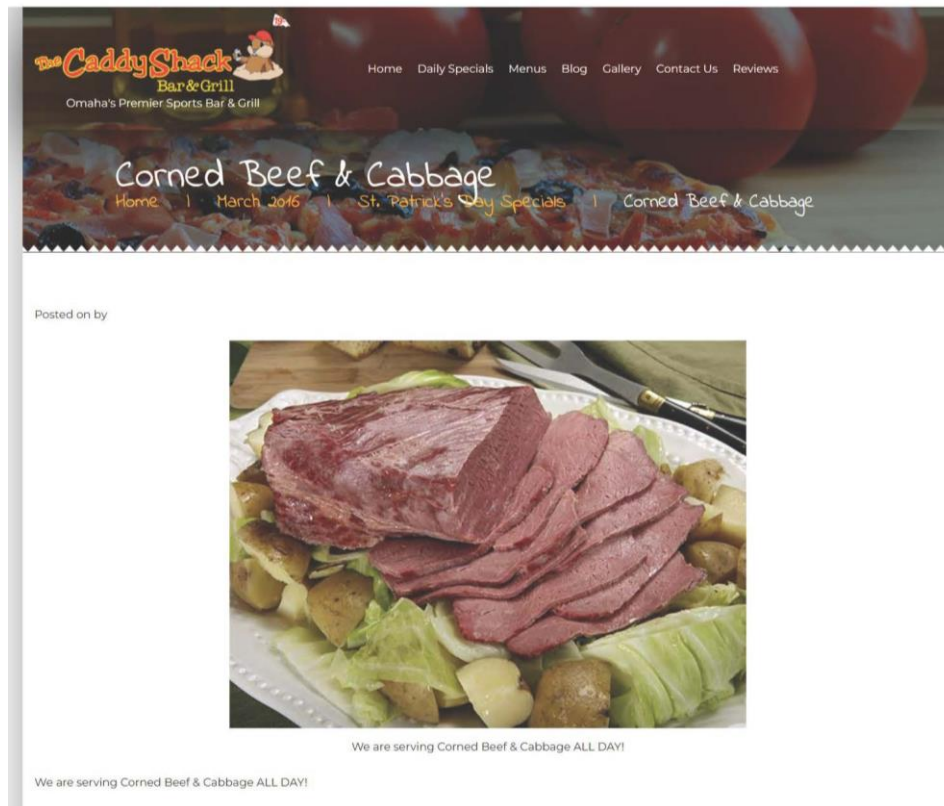 The CaddyShack
Bar & Grill
Omaha's Premier Sports Bar & Grill
Home Daily Specials Menus Blog Gallery Contact Us Reviews
Corned Beef & Cabbage
Home | March 2016 | St. Patrick's Day Specials | Corned Beef & Cabbage
Posted on by
We are serving Corned Beef & Cabbage ALL DAY!
We are serving Corned Beef & Cabbage ALL DAY!